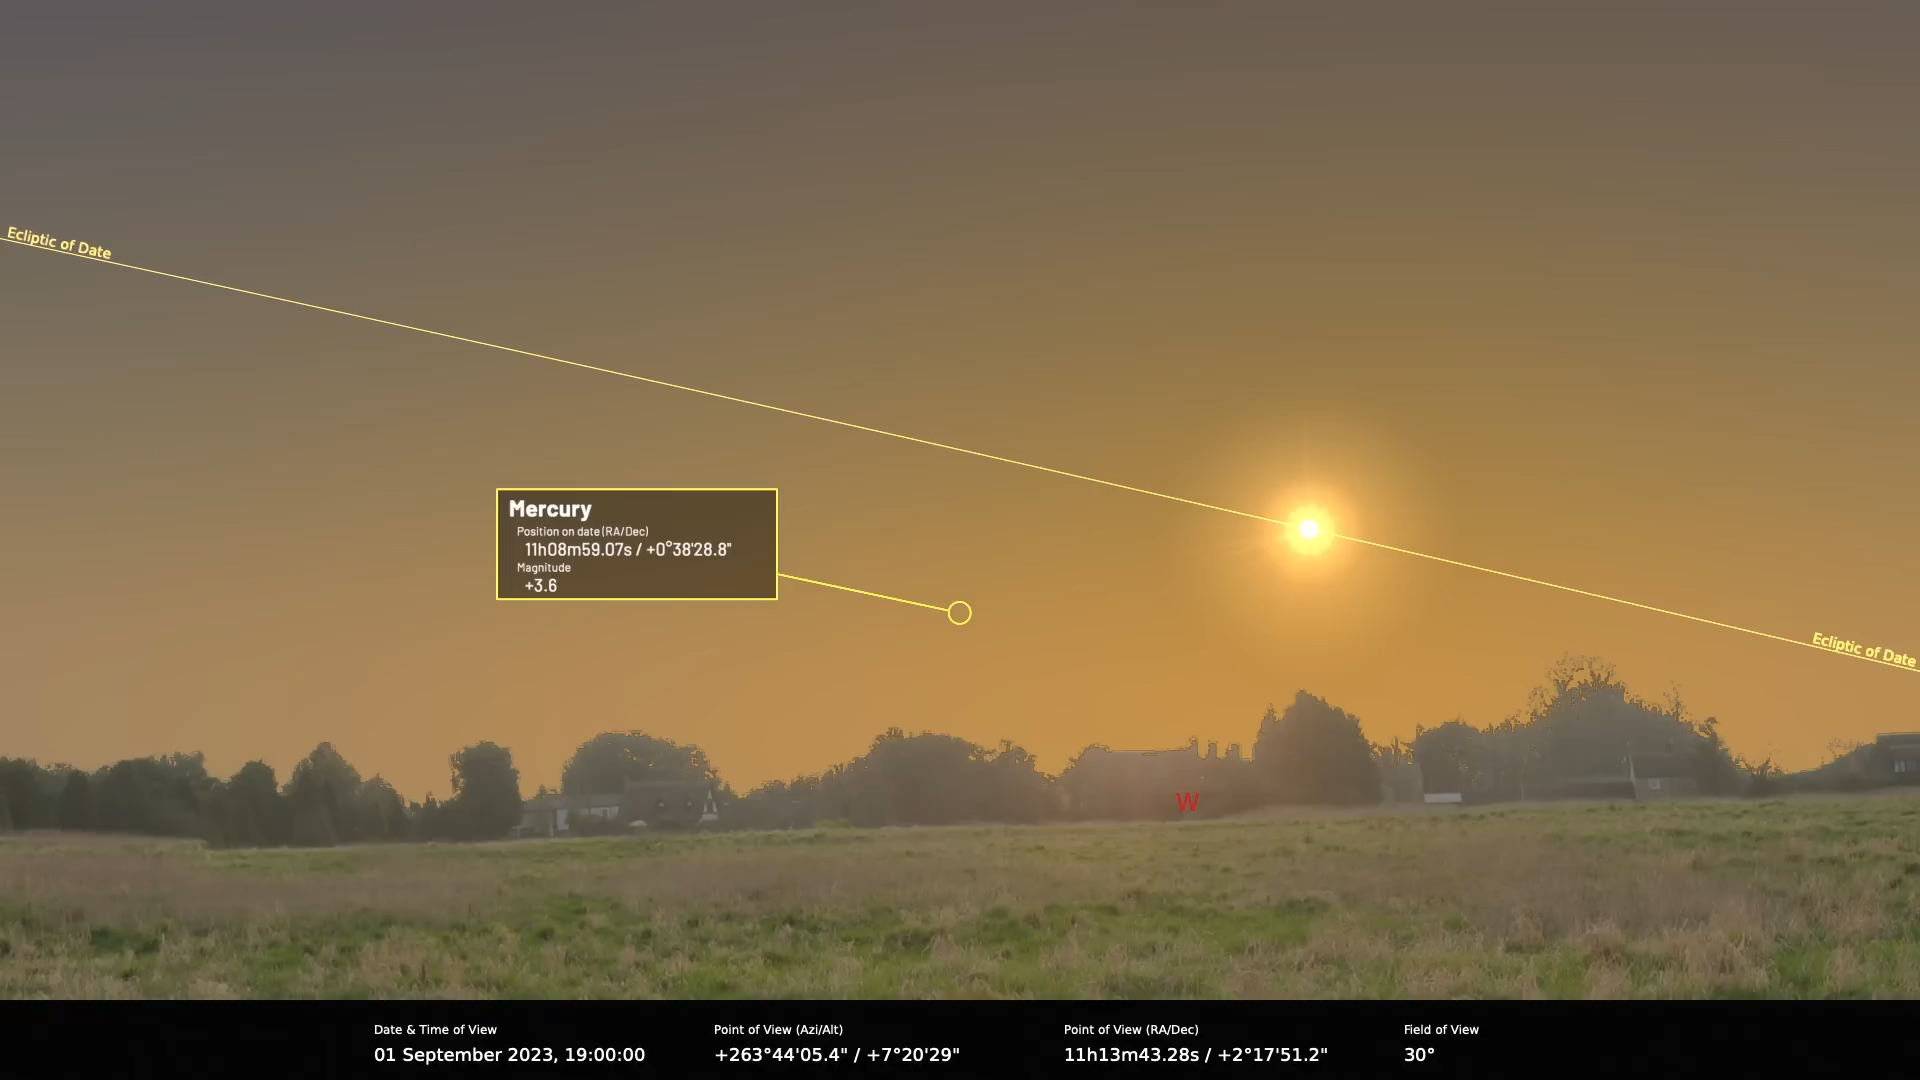 Ecliptic of Date
Mercury
Position on date (RA/Dec)
11h08m59.07s / +0°38'28.8"
Magnitude
+3.6
Ecliptic of Date
W
Date & Time of View
01 September 2023, 19:00:00
Point of View (Azi/Alt)
+263°44'05.4" / +7°20'29"
Point of View (RA/Dec)
11h13m43.28s / +2°17'51.2"
Field of View
30°